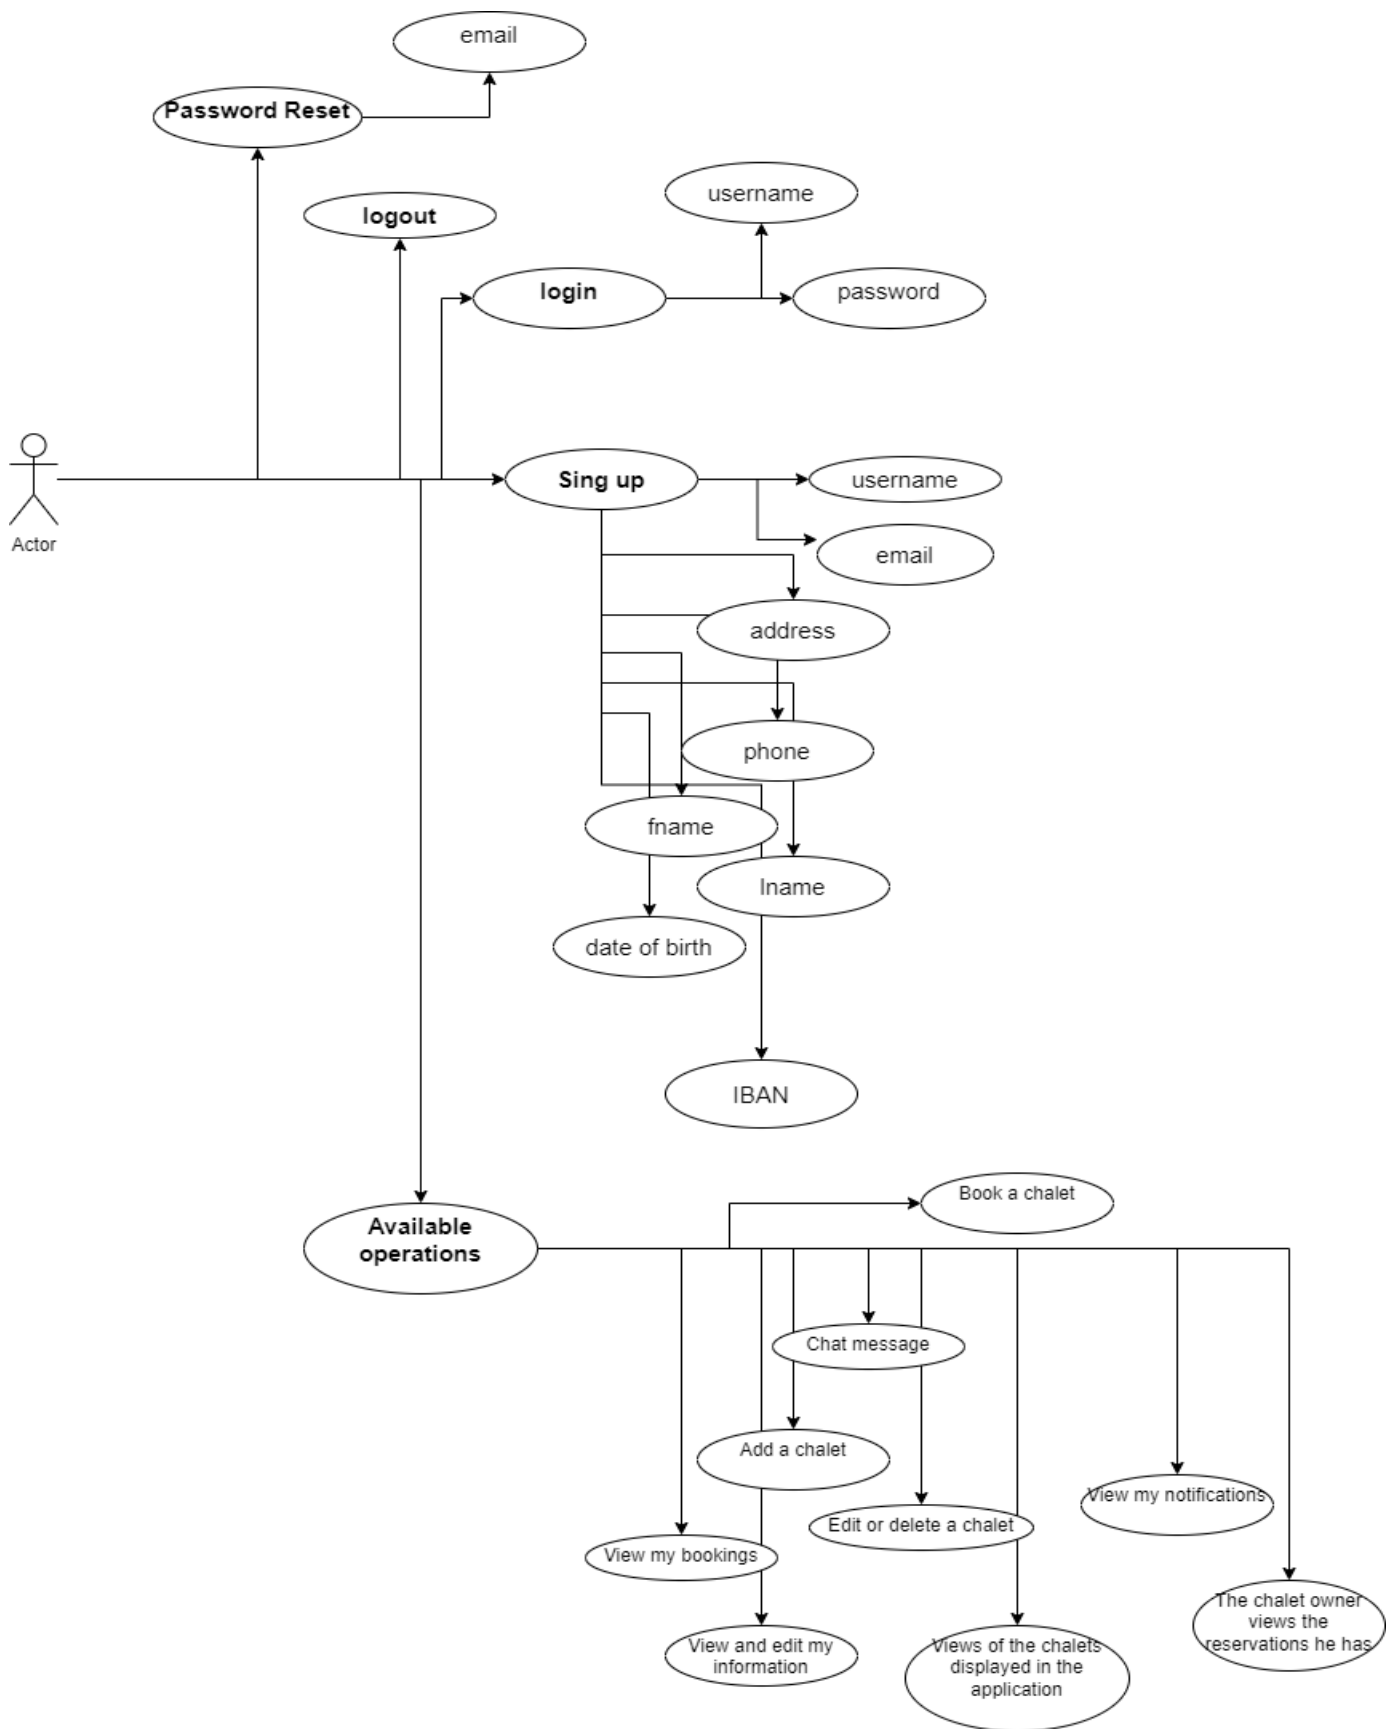 email
Password Reset
username
logout
login
password
Actor
Sing up
username
email
address
phone
fname
lname
date of birth
IBAN
Available
operations
Book a chalet
Chat message
Add a chalet
View my notifications
Edit or delete a chalet
View my bookings
The chalet owner
views the
reservations he has
View and edit my
information
Views of the chalets
displayed in the
application